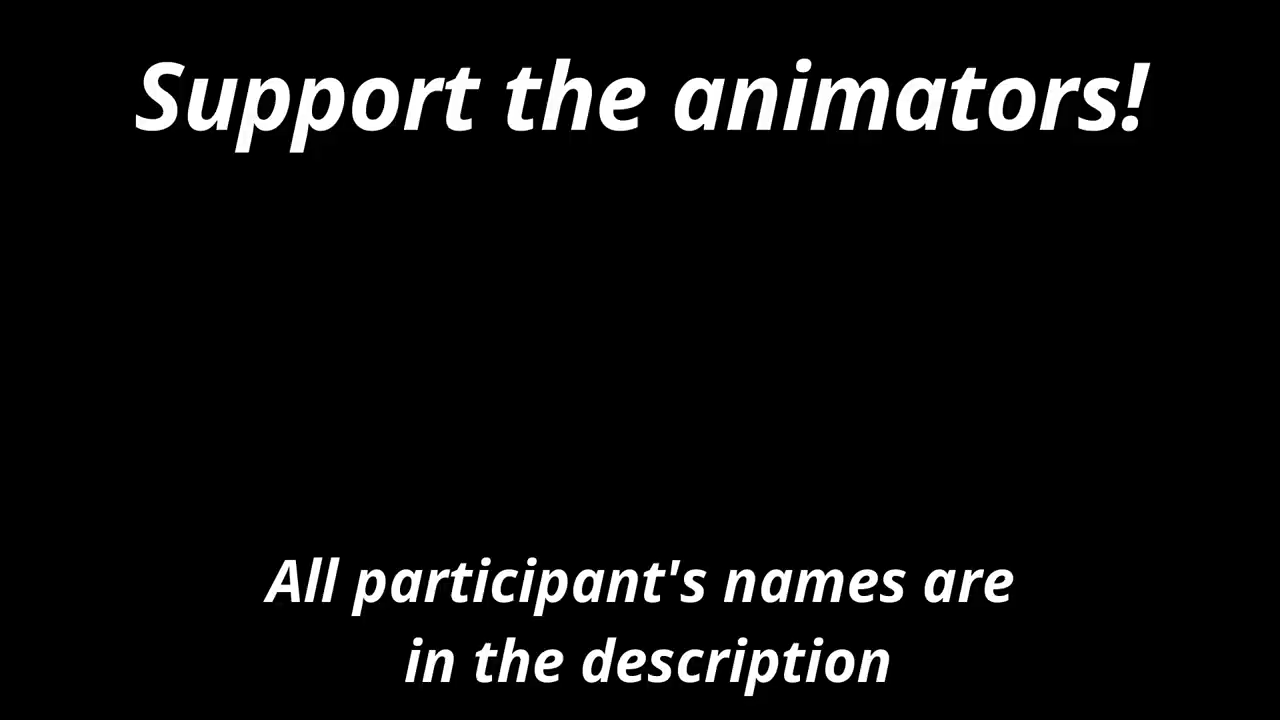 Support the animators!
All participant's names are
in the description